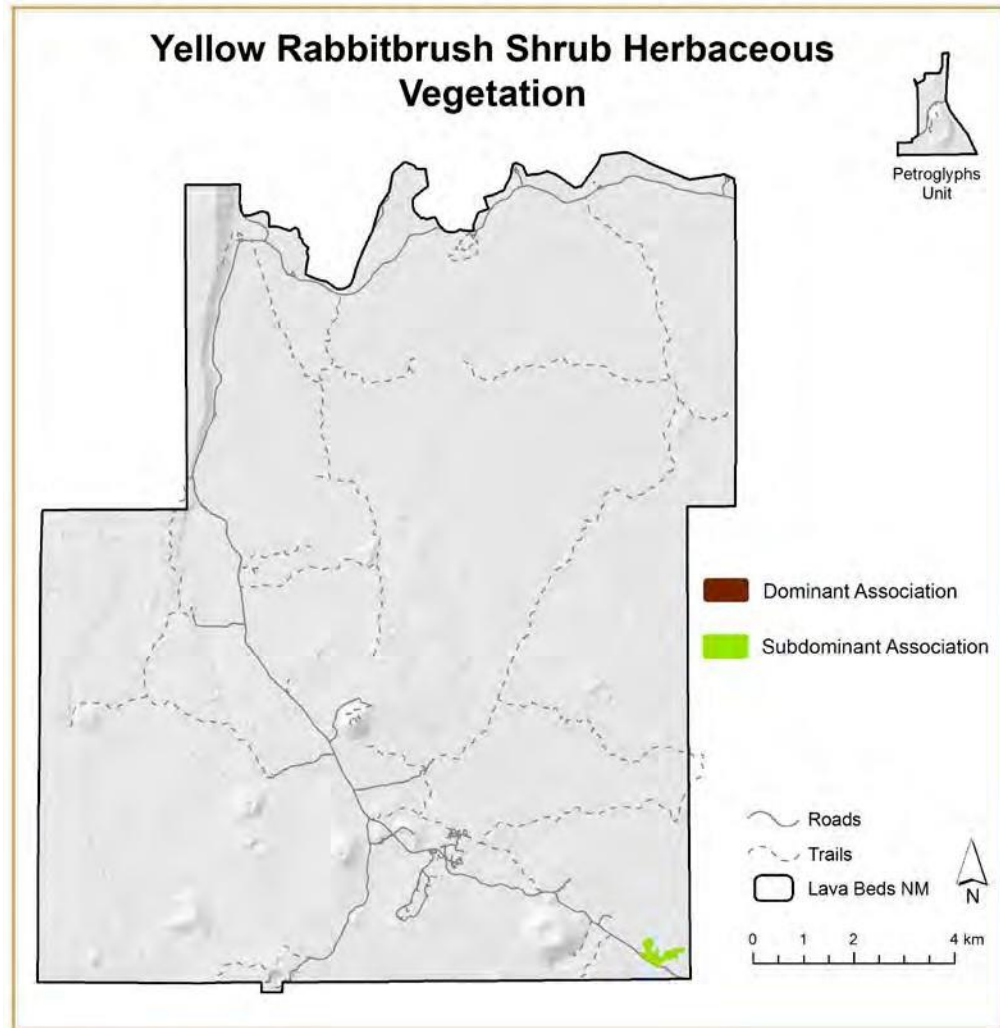 Yellow Rabbitbrush Shrub Herbaceous
Vegetation
Petroglyphs
Unit
Dominant Association
Subdominant Association
Roads
Trails
Lava Beds NM
N
0 1 2 4 km